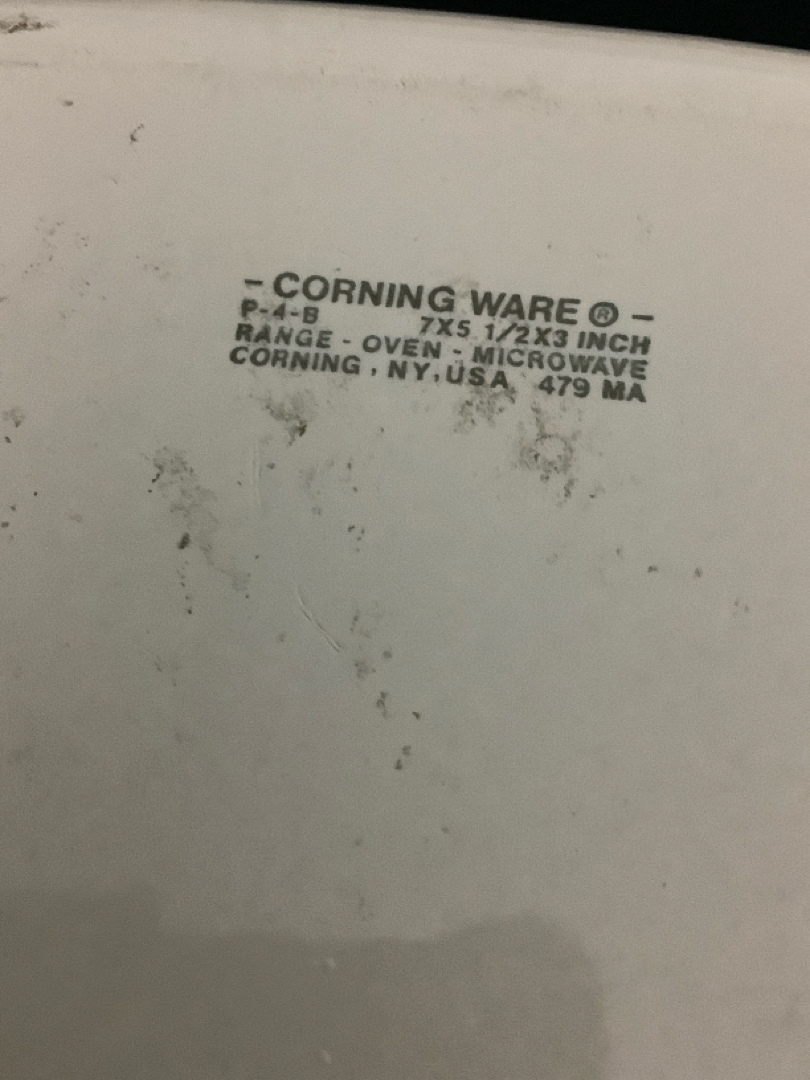 - CORNING WARE ® -
P-4-B 7X5 1/2X3 INCH
RANGE - OVEN - MICROWAVE
CORNING, NY, USA 479 MA